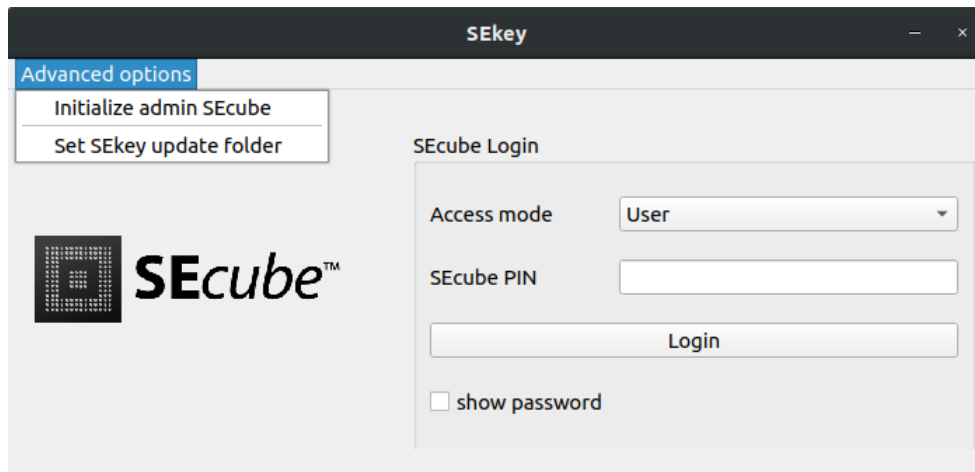 SEkey
Advanced options
Initialize admin SEcube
Set SEkey update folder
SEcube™
SEcube Login
Access mode
User
SEcube PIN
Login
show password